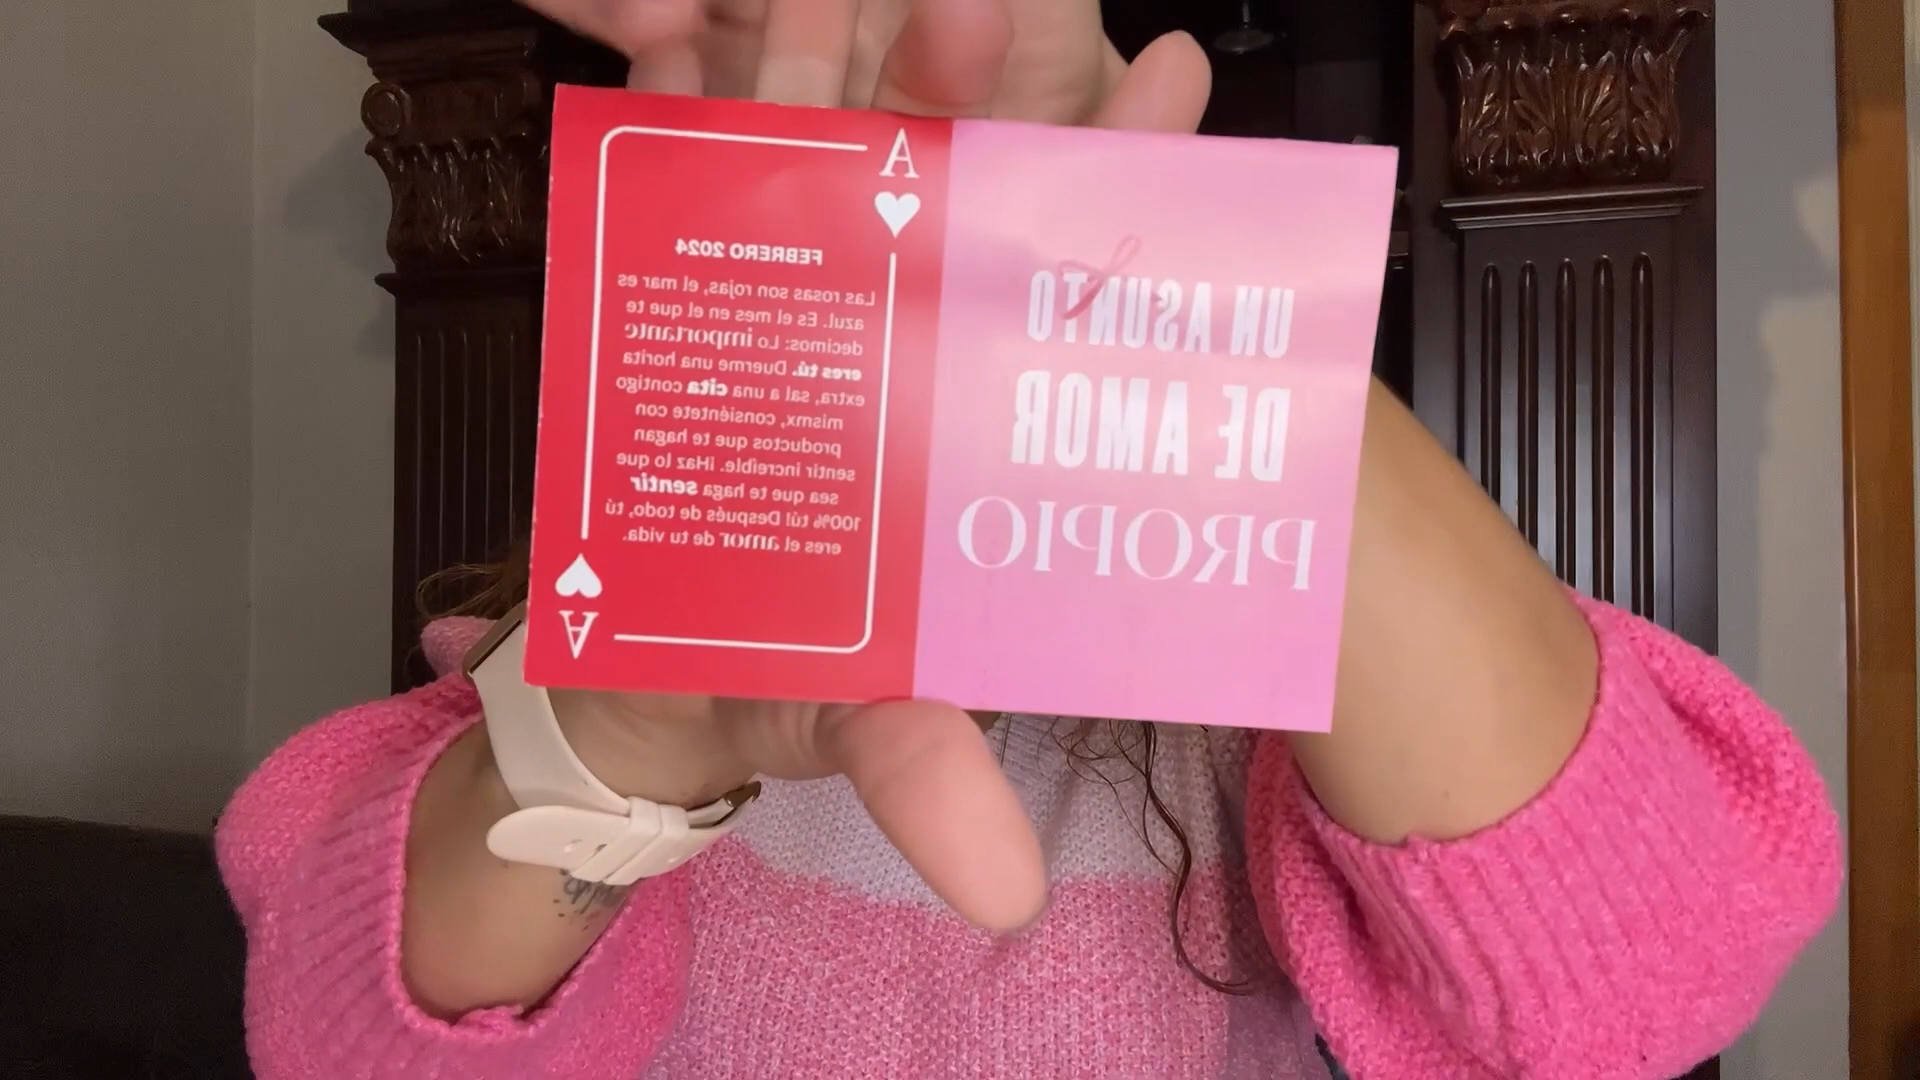 A
FEBRERO 2024
Las rosas son rojas, el mar es
azul. Es el mes en el que te
decimos: Lo importante
eres tú. Duerme una horita
extra, sal a una cita contigo
mismx, consiéntete con
productos que te hagan
sentir increíble. ¡Haz lo que
sea que te haga sentir
100% tú! Después de todo, tú
eres el amor de tu vida.
A
UN ASUNTO
DE AMOR
PROPIO